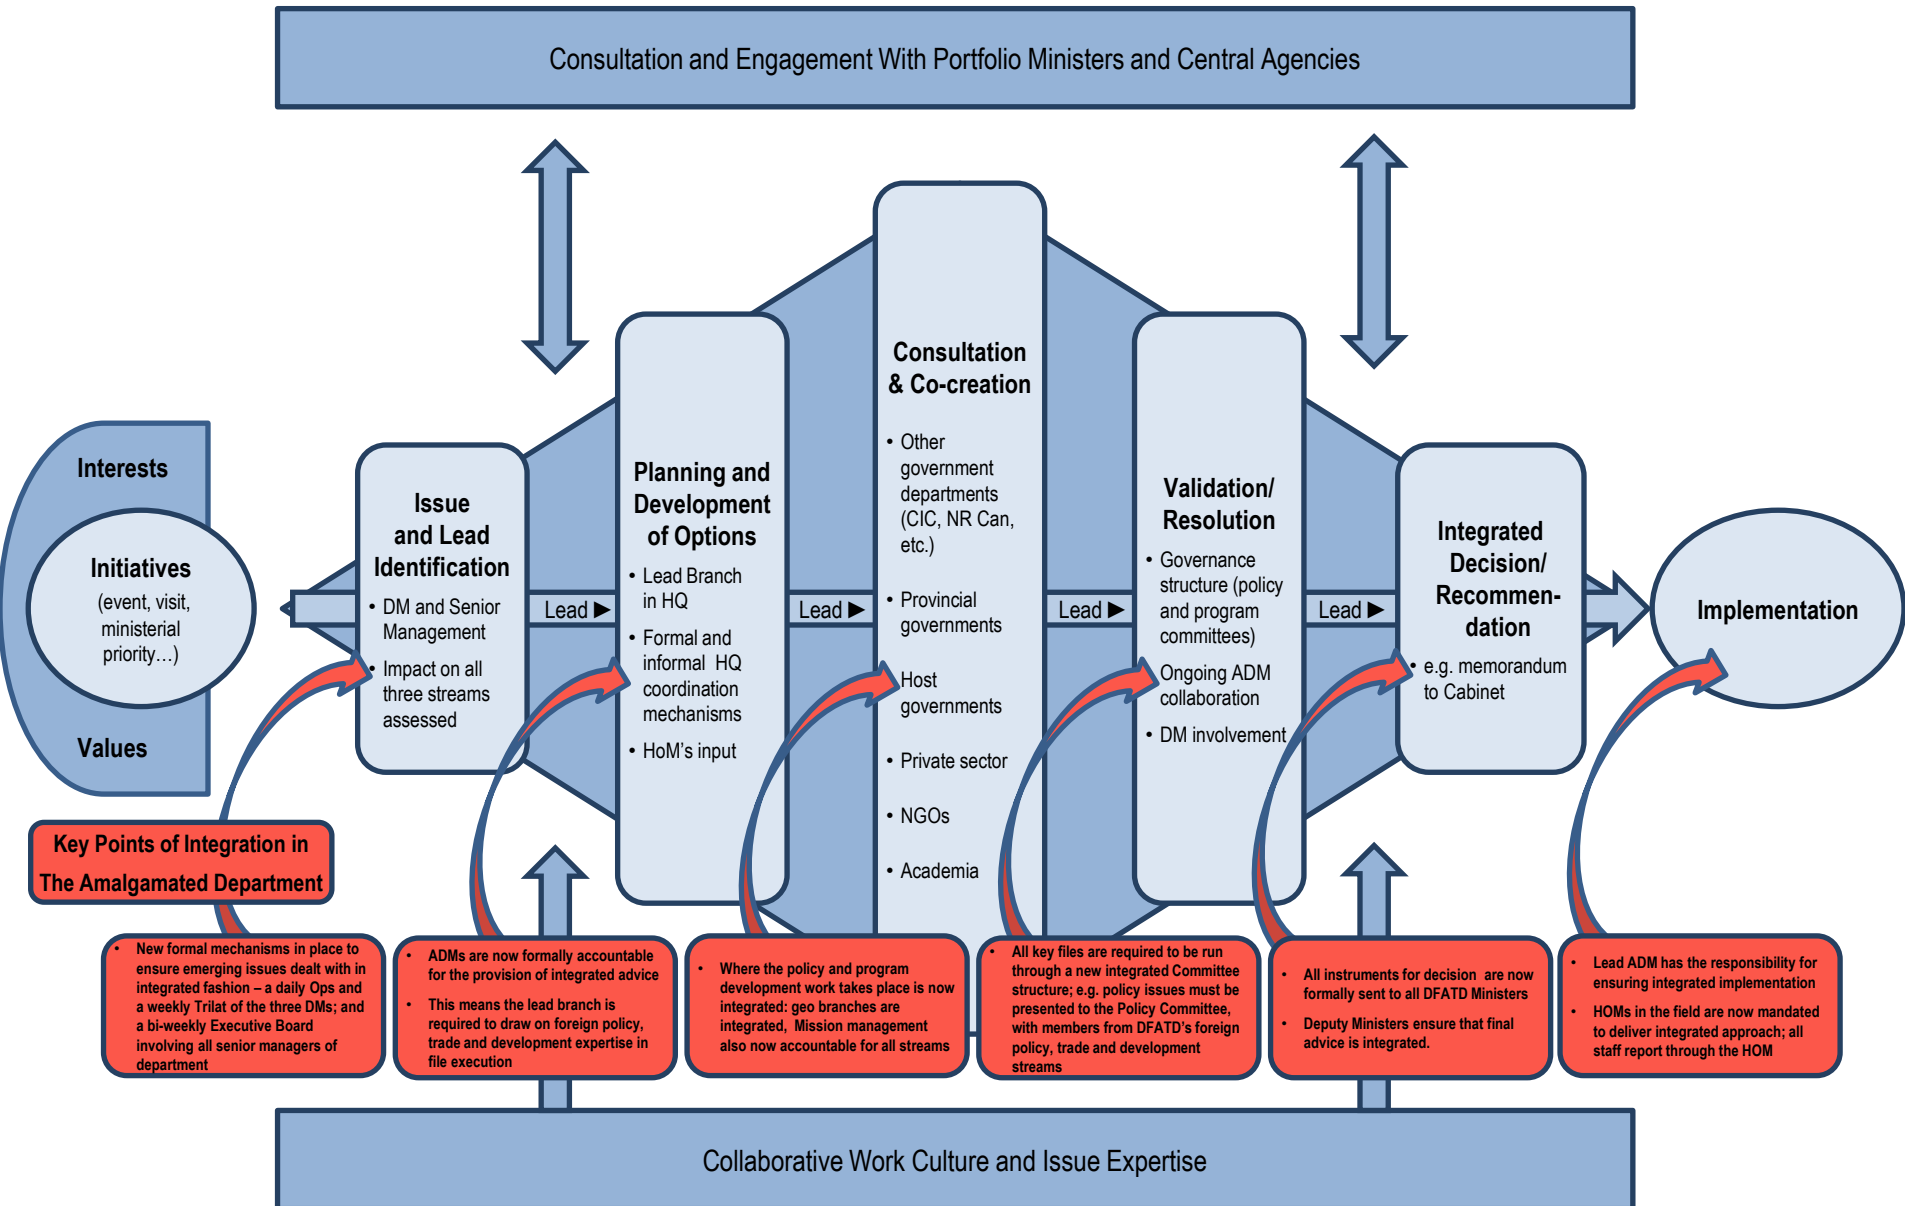 Consultation and Engagement With Portfolio Ministers and Central Agencies
Interests
Initiatives
(event, visit,
ministerial
priority…)
Values
Issue
and Lead
Identification
• DM and Senior
Management
• Impact on all
three streams
assessed
Lead ►
Planning and
Development
of Options
• Lead Branch
in HQ
• Formal and
informal HQ
coordination
mechanisms
• HoM's input
Lead ►
Consultation
& Co-creation
• Other
government
departments
(CIC, NR Can,
etc.)
• Provincial
governments
Host
governments
• Private sector
• NGOs
• Academia
Lead ►
Validation/
Resolution
• Governance
structure (policy
and program
committees)
Ongoing ADM
collaboration
• DM involvement
Lead ►
Integrated
Decision/
Recommen-
dation
• e.g. memorandum
to Cabinet
Implementation
Key Points of Integration in
The Amalgamated Department
• New formal mechanisms in place to
ensure emerging issues dealt with in
integrated fashion – a daily Ops and
a weekly Trilat of the three DMs; and
a bi-weekly Executive Board
involving all senior managers of
department
• ADMs are now formally accountable
for the provision of integrated advice
• This means the lead branch is
required to draw on foreign policy,
trade and development expertise in
file execution
• Where the policy and program
development work takes place is now
integrated: geo branches are
integrated, Mission management
also now accountable for all streams
• All key files are required to be run
through a new integrated Committee
structure; e.g. policy issues must be
presented to the Policy Committee,
with members from DFATD's foreign
policy, trade and development
streams
• All instruments for decision are now
formally sent to all DFATD Ministers
• Deputy Ministers ensure that final
advice is integrated.
• Lead ADM has the responsibility for
ensuring integrated implementation
• HOMs in the field are now mandated
to deliver integrated approach; all
staff report through the HOM
Collaborative Work Culture and Issue Expertise